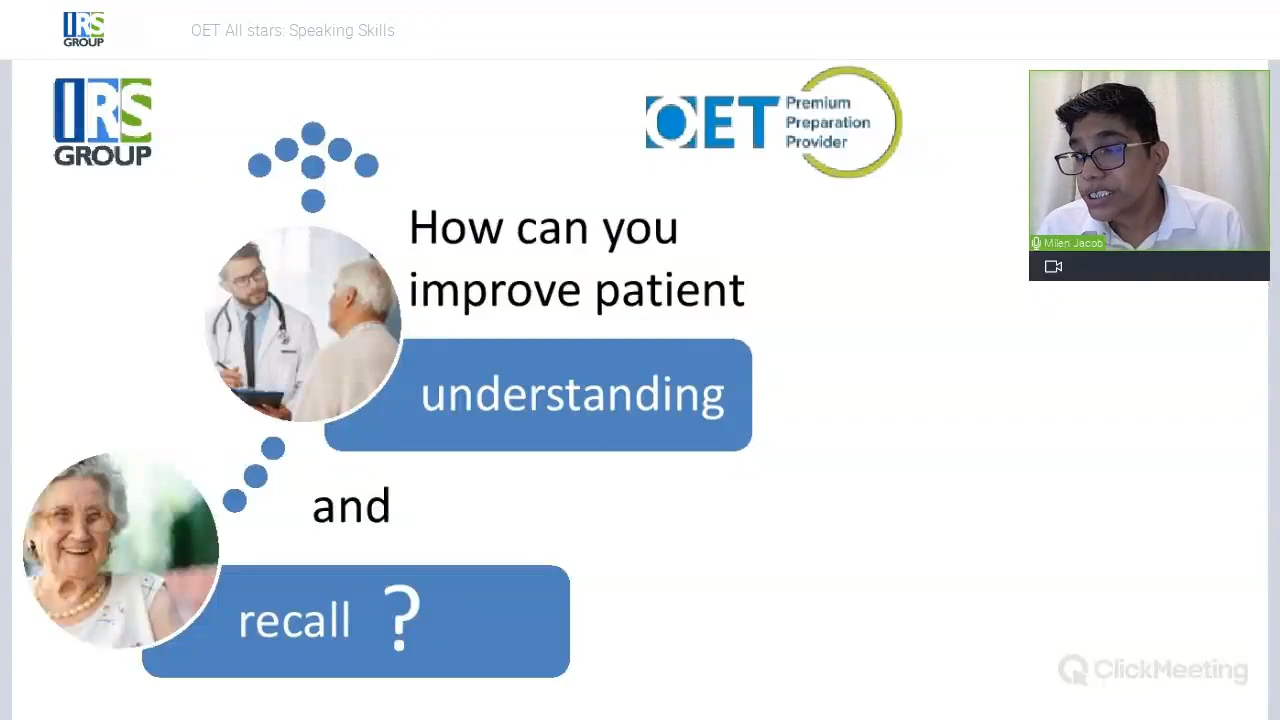 IRS
GROUP
OET All stars: Speaking Skills
IRS
GROUP
OET
Premium
Preparation
Provider
Milen Jacob
How can you
improve patient
understanding
and
recall ?
ClickMeeting